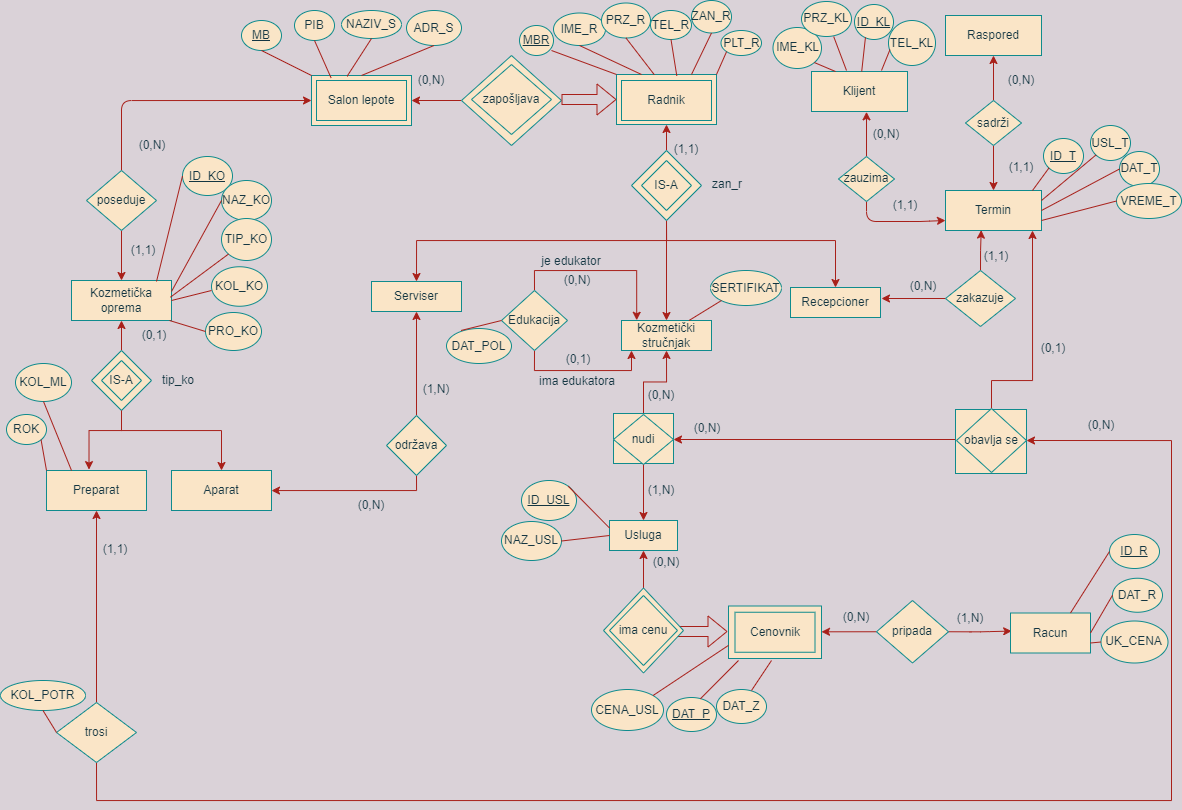 MB
PIB
NAZIV_S
ADR_S
MBR
IME_R
PRZ_R
TEL_R
ZAN_R
PLT_R
IME_KL
PRZ_KL
ID_KL
TEL_KL
Raspored
Salon lepote
(0,N)
zapošljava
Radnik
Klijent
(0,N)
sadrži
(0,N)
(1,1)
(0,N)
(1,1)
zauzima
(1,1)
ID_T
USL_T
DAT_T
VREME_T
Termin
poseduje
(1,1)
ID_KO
NAZ_KO
TIP_KO
KOL_KO
PRO_KO
IS-A
zan_r
Kozmetička
oprema
(0,1)
Serviser
je edukator
(0,N)
Edukacija
DAT_POL
(0,1)
ima edukatora
SERTIFIKAT
Kozmetički
stručnjak
Recepcioner
(0,N)
(1,1)
zakazuje
(0,1)
IS-A
tip_ko
KOL_ML
ROK
Preparat
Aparat
(1,N)
održava
(0,N)
(0,N)
nudi
(0,N)
obavlja se
(0,N)
(1,N)
ID_USL
NAZ_USL
Usluga
(0,N)
(1,1)
ima cenu
Cenovnik
(0,N)
pripada
(1,N)
Racun
ID_R
DAT_R
UK_CENA
CENA_USL
DAT_P
DAT_Z
KOL_POTR
trosi